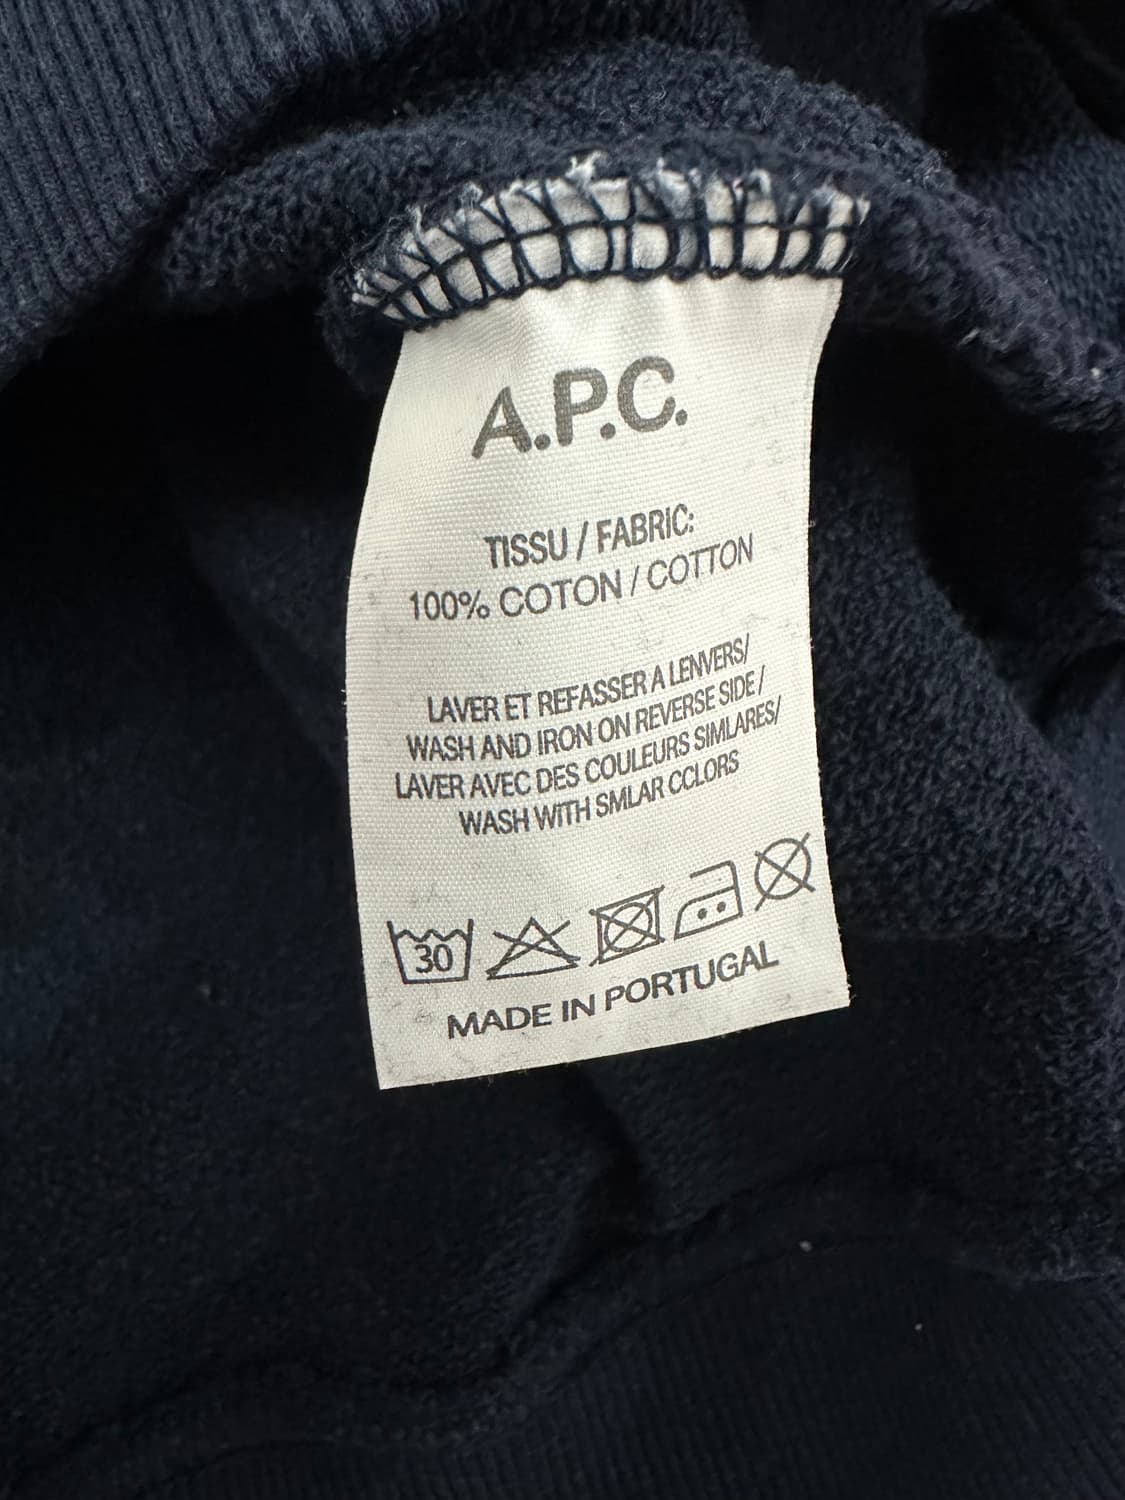 A.P.C.
TISSU / FABRIC:
100% COTON / COTTON
LAVER ET REFASSER A LENVERS/
WASH AND IRON ON REVERSE SIDE/
LAVER AVEC DES COULEURS SIMLARES/
WASH WITH SMLAR CCLORS
30
MADE IN PORTUGAL